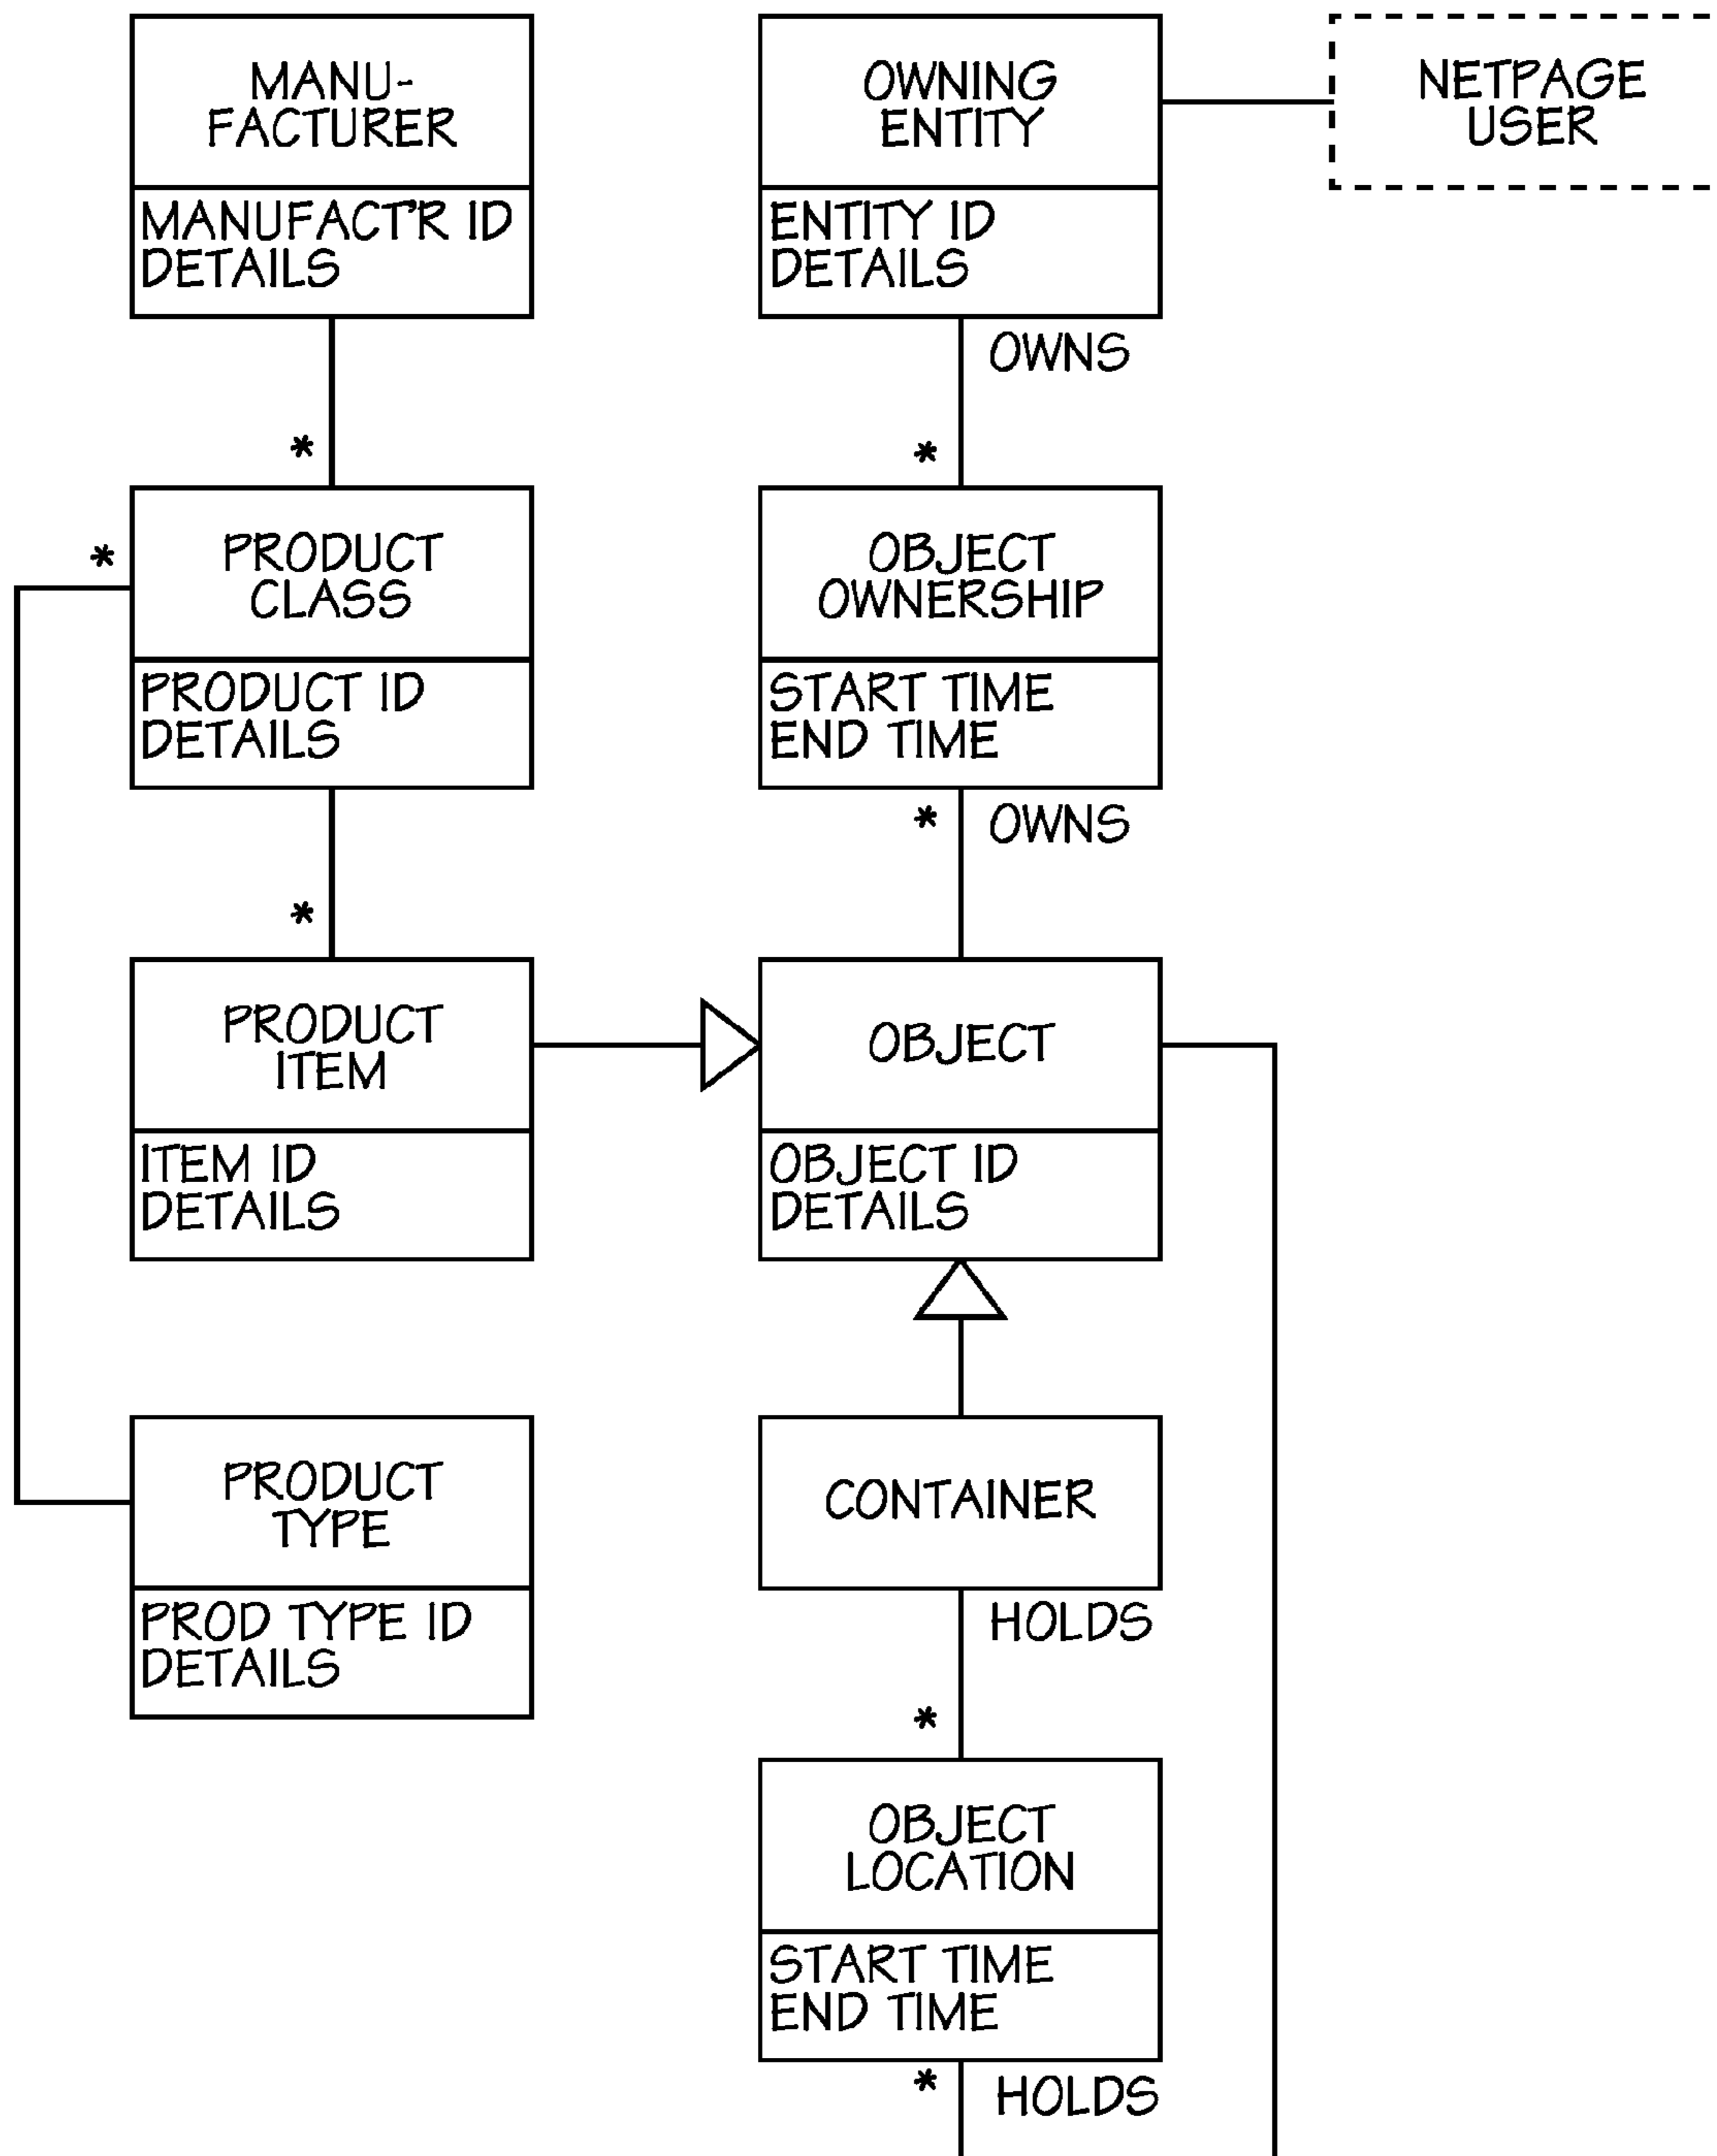 MANU-
FACTURER
MANUFACT'R ID
DETAILS
OWNING
ENTITY
ENTITY ID
DETAILS
NETPAGE
USER
OWNS
*
*
PRODUCT
CLASS
PRODUCT ID
DETAILS
*
OBJECT
OWNERSHIP
START TIME
END TIME
* OWNS
*
PRODUCT
ITEM
ITEM ID
DETAILS
OBJECT
OBJECT ID
DETAILS
PRODUCT
TYPE
PROD TYPE ID
DETAILS
CONTAINER
HOLDS
*
OBJECT
LOCATION
START TIME
END TIME
* HOLDS